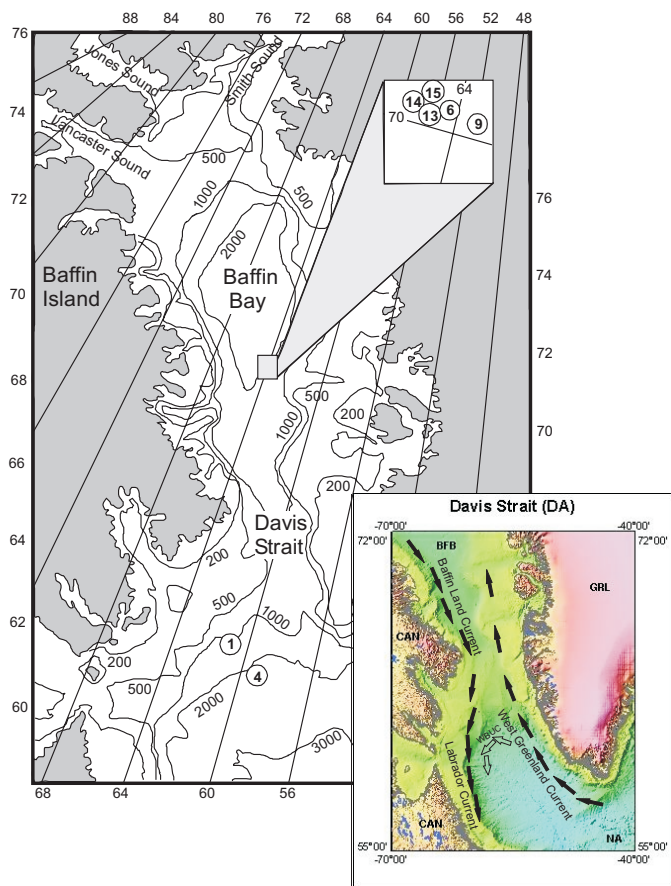 88 84 80 76 72 68 64 60 56 52 48
76
Jones Sound
Smith Sound
74
Lancaster Sound
15
64
14
13
6
9
70
500
1000
500
72
76
2000
Baffin
Island
Baffin
Bay
74
70
72
68
500
200
1000
70
66
200
Davis
Strait
64
200
500
1000
62
1
200
4
500
2000
60
3000
68 64 60 56
Davis Strait (DA)
-70°00' -40°00'
72°00' 72°00'
BFB
GRL
Baffin Land Current
CAN
West Greenland Current
WBUC
Labrador Current
CAN
NA
55°00' 55°00'
-70°00' -40°00'